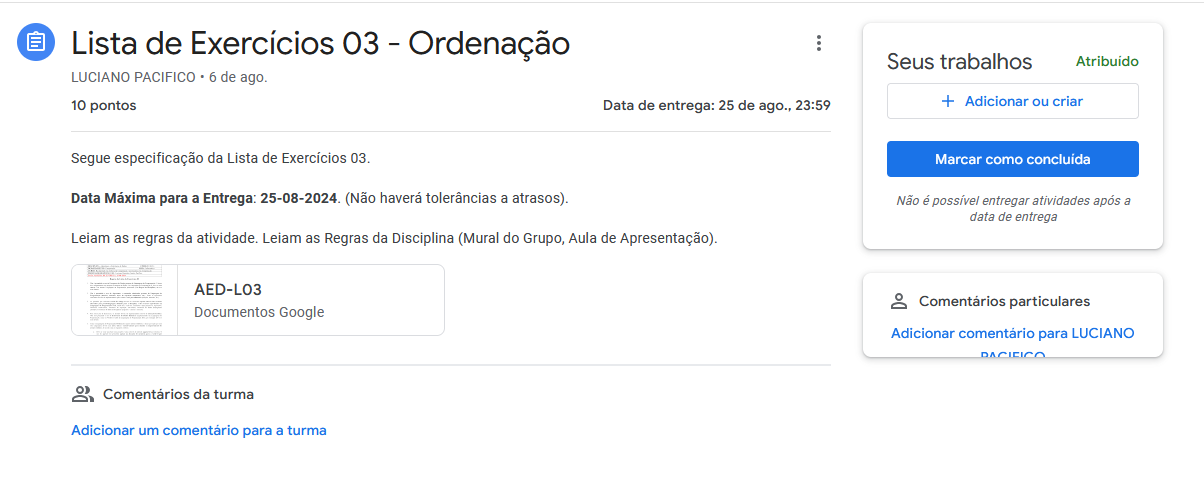 Lista de Exercícios 03 - Ordenação
LUCIANO PACIFICO • 6 de ago.
10 pontos
Data de entrega: 25 de ago., 23:59
Segue especificação da Lista de Exercícios 03.
Data Máxima para a Entrega: 25-08-2024. (Não haverá tolerâncias a atrasos).
Leiam as regras da atividade. Leiam as Regras da Disciplina (Mural do Grupo, Aula de Apresentação).
AED-L03
Documentos Google
Comentários da turma
Adicionar um comentário para a turma
Seus trabalhos
Atribuído
Adicionar ou criar
Marcar como concluída
Não é possível entregar atividades após a
data de entrega
Comentários particulares
Adicionar comentário para LUCIANO
PACIFICO